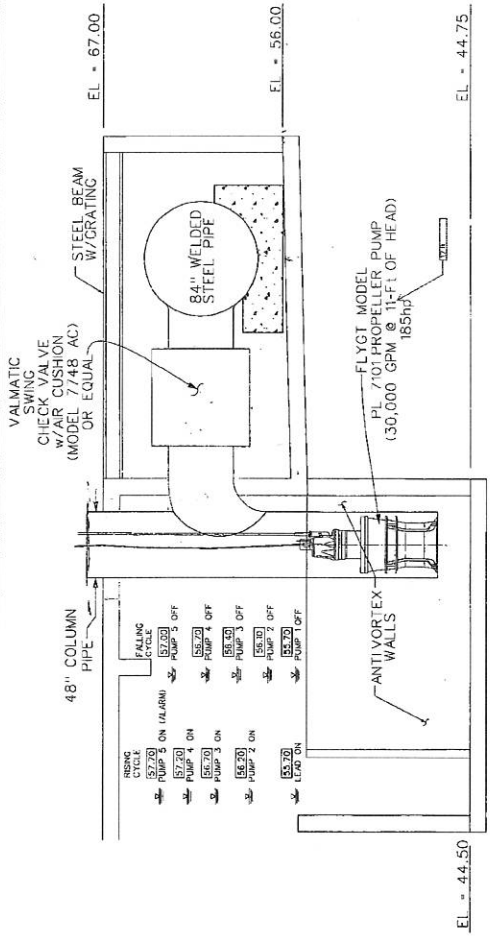 VALMATIC
SWING
CHECK VALVE
W/AIR CUSHION
(MODEL 7748 AC)
OR EQUAL
STEEL BEAM
W/GRATING
EL = 67.00
EL = 56.00
EL = 44.75
48" COLUMN
PIPE
84" WELDED
STEEL PIPE
RISING
CYCLE
57.70
PUMP 5 ON (ALARM)
57.20
PUMP 4 ON
56.70
PUMP 3 ON
56.20
PUMP 2 ON
55.70
LEAD ON
FALLING
CYCLE
57.00
PUMP 5 OFF
56.70
PUMP 4 OFF
56.40
PUMP 3 OFF
56.10
PUMP 2 OFF
55.70
PUMP 1 OFF
FLYGT MODEL
PL 7101 PROPELLER PUMP
(30,000 GPM @ 11-Ft OF HEAD)
185hp
ANTI VORTEX
WALLS
EL = 44.50